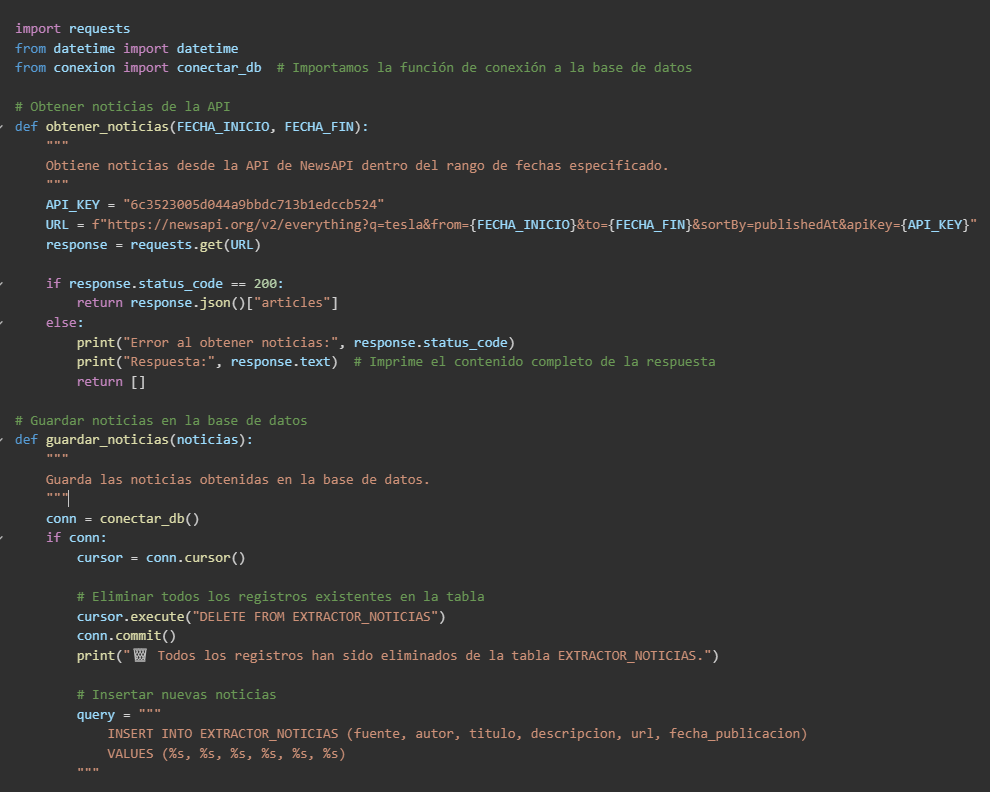 import requests
from datetime import datetime
from conexion import conectar_db  # Importamos la función de conexión a la base de datos

# Obtener noticias de la API
def obtener_noticias(FECHA_INICIO, FECHA_FIN):
    """
    Obtiene noticias desde la API de NewsAPI dentro del rango de fechas especificado.
    """
    API_KEY = "6c3523005d044a9bbdc713b1edccb524"
    URL = f"https://newsapi.org/v2/everything?q=tesla&from={FECHA_INICIO}&to={FECHA_FIN}&sortBy=publishedAt&apiKey={API_KEY}"
    response = requests.get(URL)

    if response.status_code == 200:
        return response.json()["articles"]
    else:
        print("Error al obtener noticias:", response.status_code)
        print("Respuesta:", response.text)  # Imprime el contenido completo de la respuesta
        return []

# Guardar noticias en la base de datos
def guardar_noticias(noticias):
    """
    Guarda las noticias obtenidas en la base de datos.
    """
    conn = conectar_db()
    if conn:
        cursor = conn.cursor()

        # Eliminar todos los registros existentes en la tabla
        cursor.execute("DELETE FROM EXTRACTOR_NOTICIAS")
        conn.commit()
        print("🗑️ Todos los registros han sido eliminados de la tabla EXTRACTOR_NOTICIAS.")

        # Insertar nuevas noticias
        query = """
            INSERT INTO EXTRACTOR_NOTICIAS (fuente, autor, titulo, descripcion, url, fecha_publicacion)
            VALUES (%s, %s, %s, %s, %s, %s)
        """